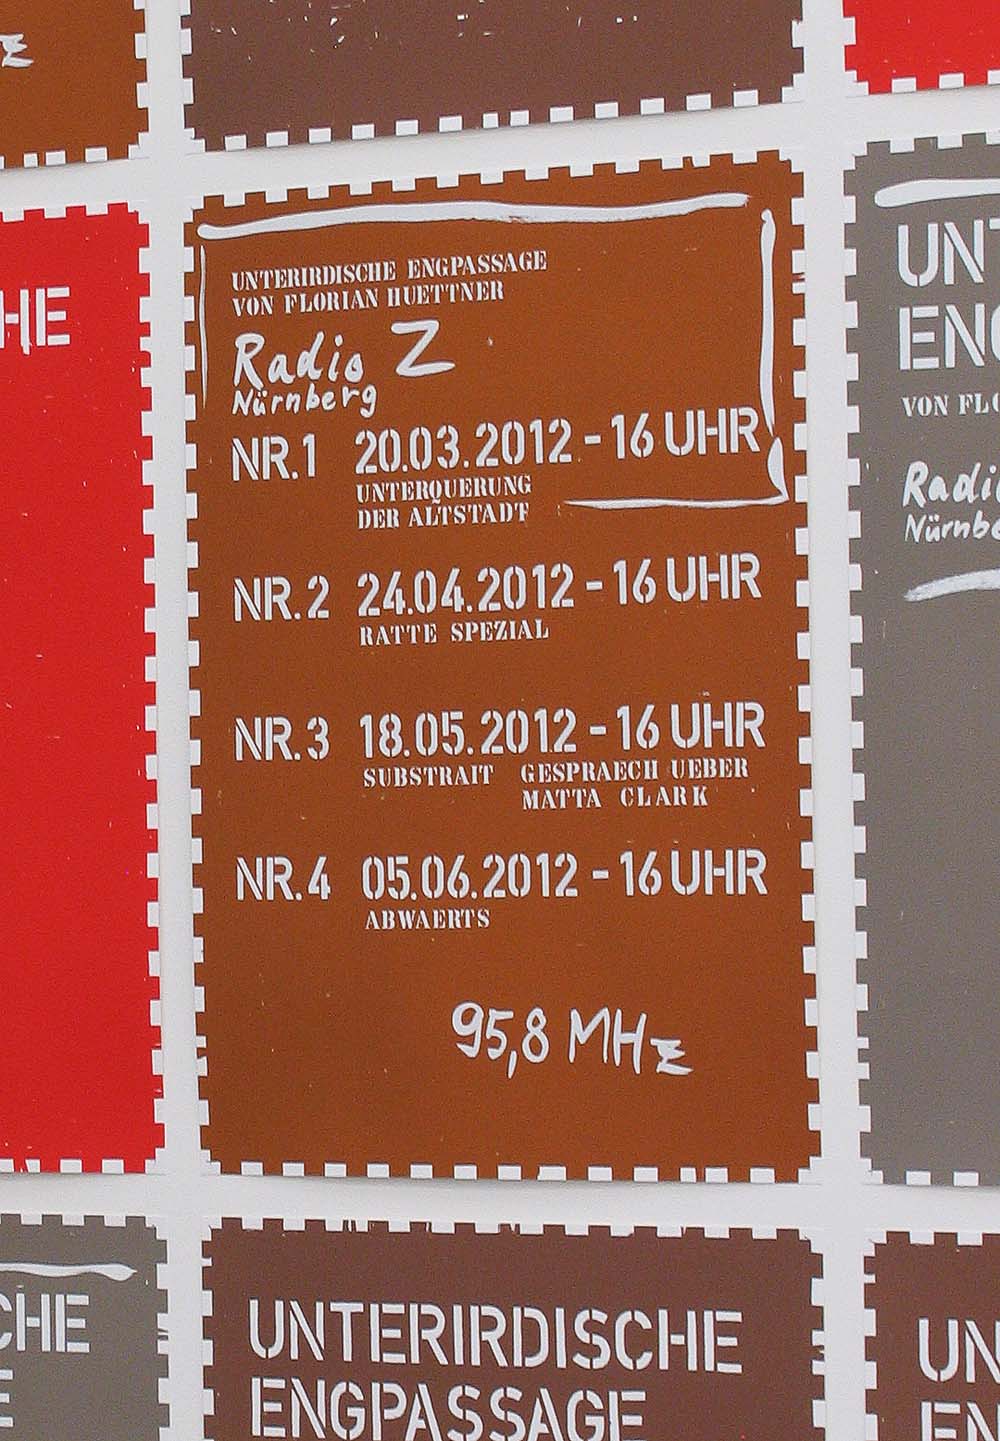 HE
UNTERIRDISCHE ENGPASSAGE
VON FLORIAN HUETTNER
Radio Z
Nürnberg
NR.1 20.03.2012 - 16 UHR
UNTERQUERUNG
DER ALTSTADT
NR.2 24.04.2012 - 16 UHR
RATTE SPEZIAL
NR.3 18.05.2012 - 16 UHR
SUBSTRAIT GESPRAECH UEBER
MATTA CLARK
NR.4 05.06.2012 - 16 UHR
ABWAERTS
95,8 MHz
UNT
ENG
VON FLO
Radi
Nürnbe
CHE
E
UNTERIRDISCHE
ENGPASSAGE
UN
EN